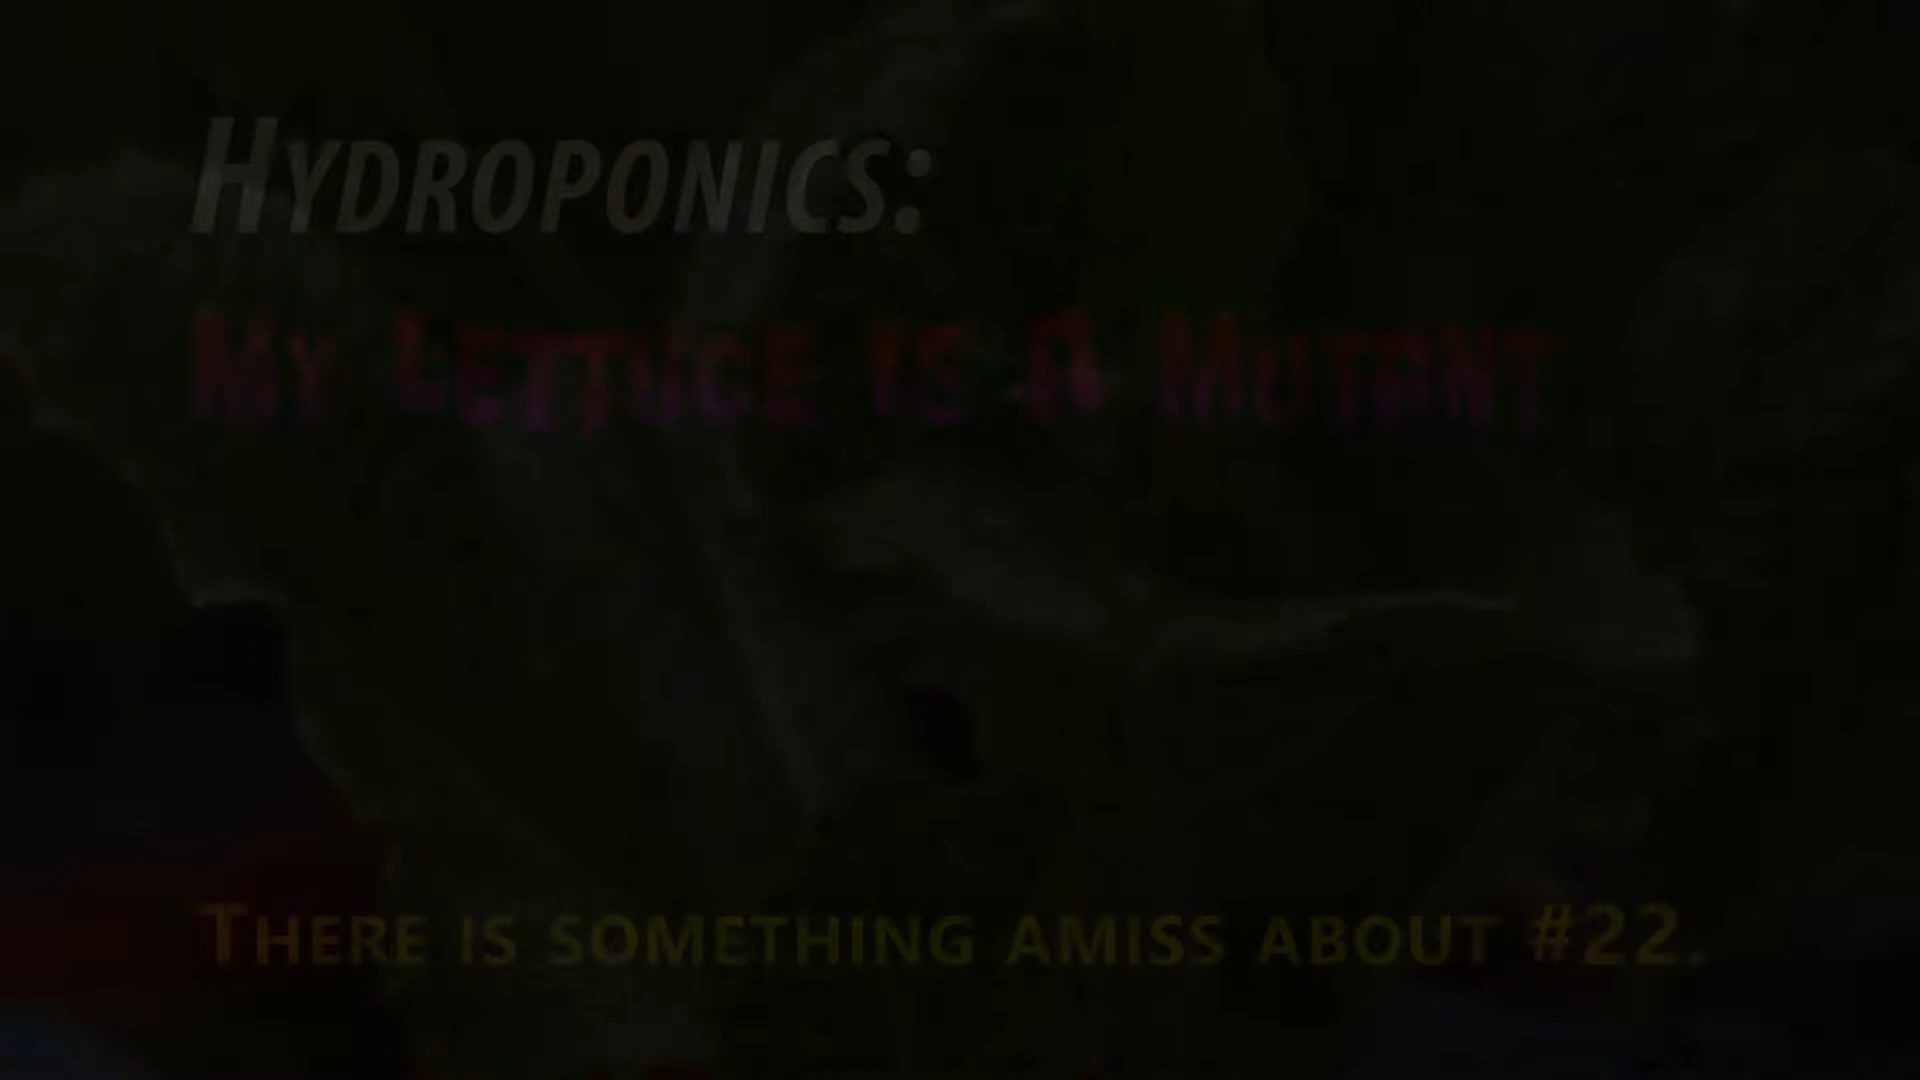 Hydroponics:
My Lettuce is A Mutant
There is something amiss about #22.